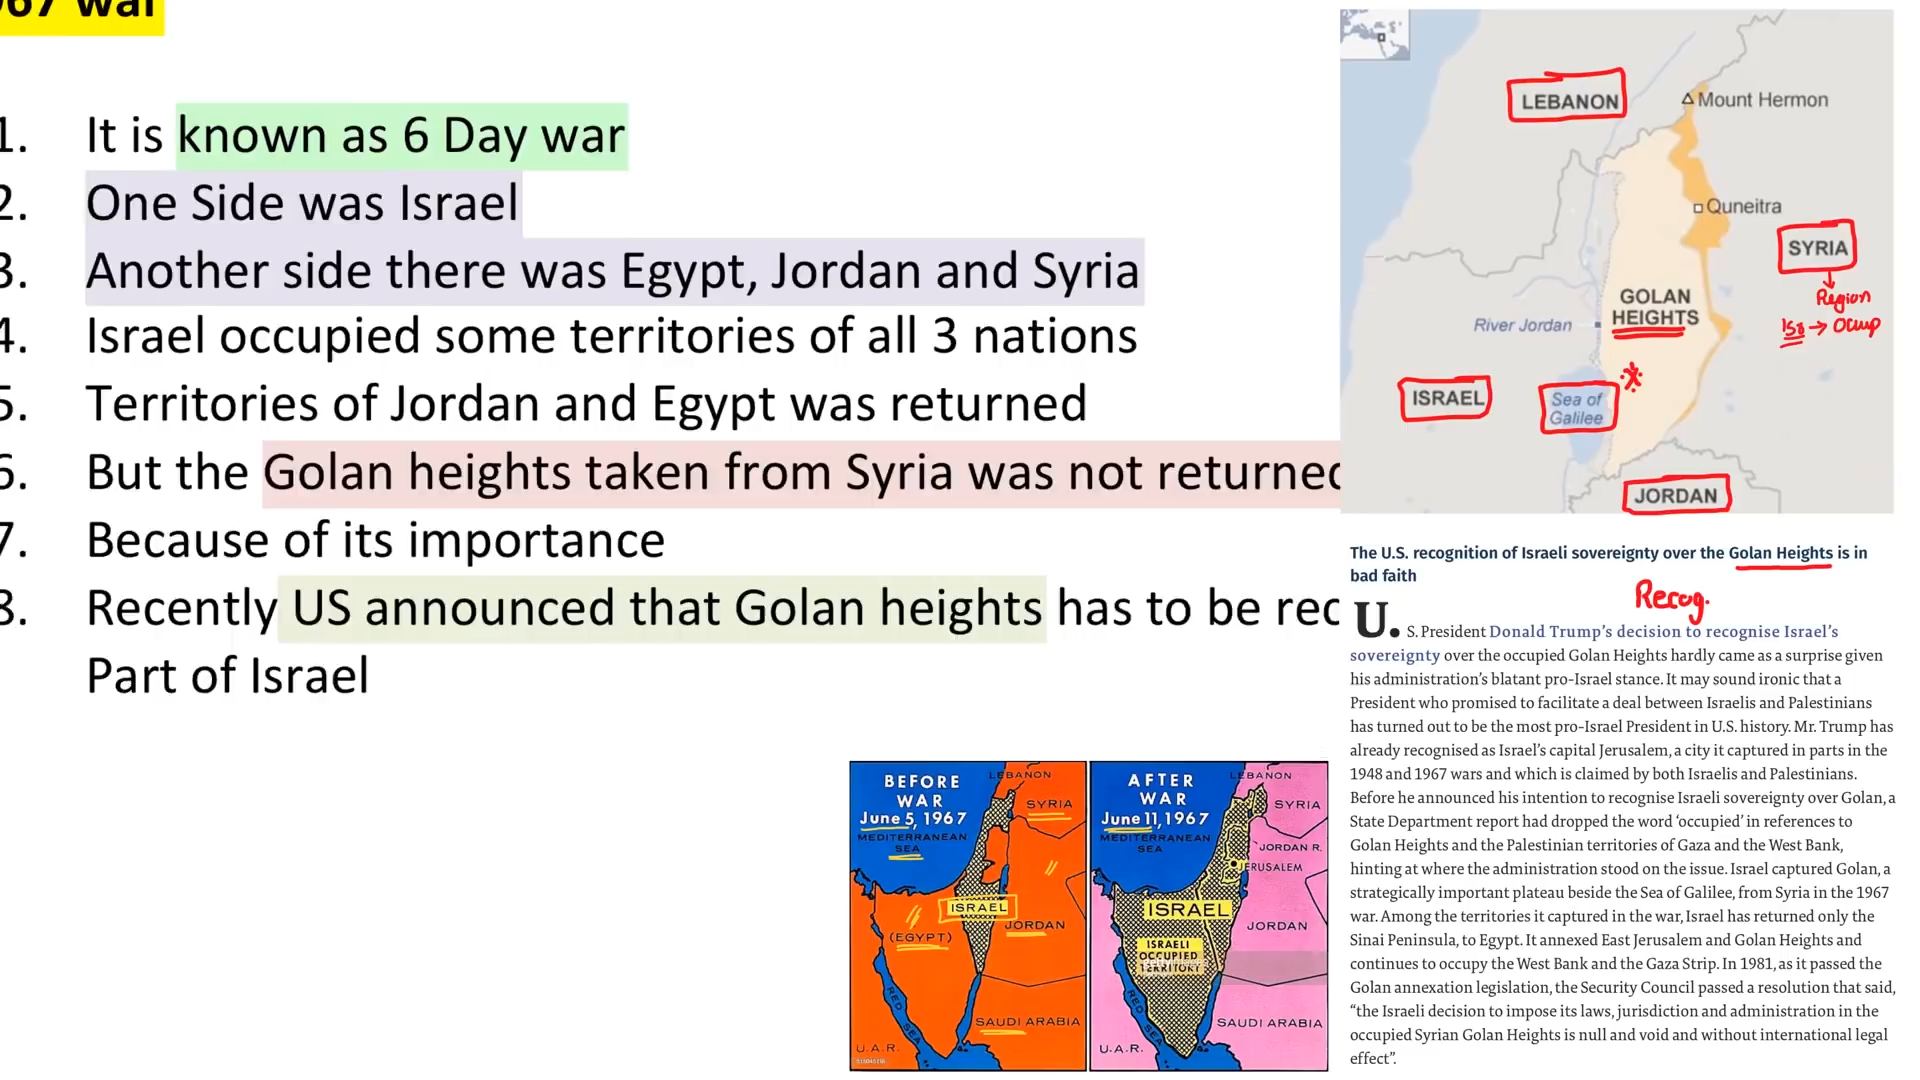 967 war
1. It is known as 6 Day war
2. One Side was Israel
3. Another side there was Egypt, Jordan and Syria
4. Israel occupied some territories of all 3 nations
5. Territories of Jordan and Egypt was returned
6. But the Golan heights taken from Syria was not returned
7. Because of its importance
8. Recently US announced that Golan heights has to be rec
Part of Israel
LEBANON
Mount Hermon
Quneitra
SYRIA
Region
GOLAN
HEIGHTS
Isr → Occup
River Jordan
ISRAEL
Sea of
Galilee
JORDAN
The U.S. recognition of Israeli sovereignty over the Golan Heights is in
bad faith
Recog.
U. S. President Donald Trump’s decision to recognise Israel’s
sovereignty over the occupied Golan Heights hardly came as a surprise given
his administration’s blatant pro-Israel stance. It may sound ironic that a
President who promised to facilitate a deal between Israelis and Palestinians
has turned out to be the most pro-Israel President in U.S. history. Mr. Trump has
already recognised as Israel’s capital Jerusalem, a city it captured in parts in the
1948 and 1967 wars and which is claimed by both Israelis and Palestinians.
Before he announced his intention to recognise Israeli sovereignty over Golan, a
State Department report had dropped the word ‘occupied’ in references to
Golan Heights and the Palestinian territories of Gaza and the West Bank,
hinting at where the administration stood on the issue. Israel captured Golan, a
strategically important plateau beside the Sea of Galilee, from Syria in the 1967
war. Among the territories it captured in the war, Israel has returned only the
Sinai Peninsula, to Egypt. It annexed East Jerusalem and Golan Heights and
continues to occupy the West Bank and the Gaza Strip. In 1981, as it passed the
Golan annexation legislation, the Security Council passed a resolution that said,
“the Israeli decision to impose its laws, jurisdiction and administration in the
occupied Syrian Golan Heights is null and void and without international legal
effect”.
BEFORE
WAR
June 5, 1967
MEDITERRANEAN
SEA
LEBANON
SYRIA
ISRAEL
(EGYPT)
JORDAN
RED SEA
SAUDI ARABIA
U.A.R.
AFTER
WAR
June 11, 1967
MEDITERRANEAN
SEA
LEBANON
SYRIA
JORDAN R.
JERUSALEM
ISRAEL
JORDAN
ISRAELI
OCCUPIED
TERRITORY
RED SEA
SAUDI ARABIA
U.A.R.